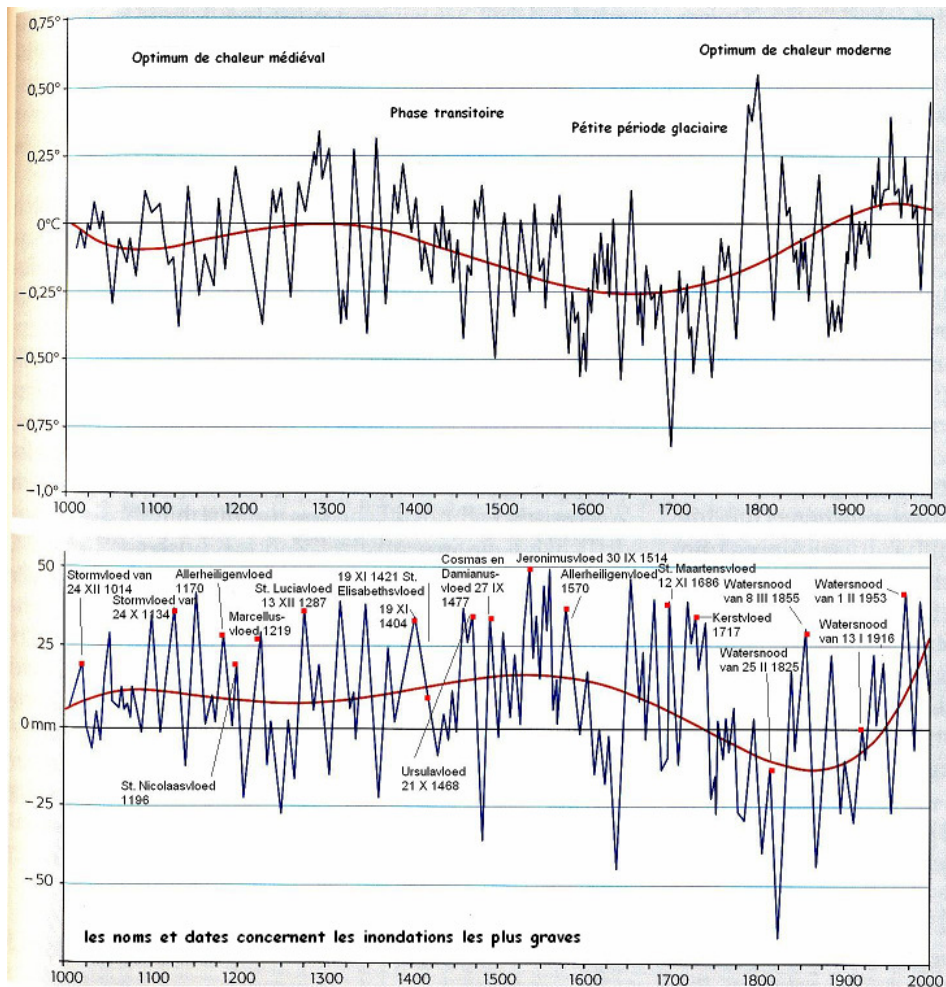 0,75°
Optimum de chaleur médiéval
Optimum de chaleur moderne
0,50°
Phase transitoire
Pétite période glaciaire
0,25°
0°C
−0,25°
−0,50°
−0,75°
−1,0°
1000 1100 1200 1300 1400 1500 1600 1700 1800 1900 2000
50
Stormvloed van
24 XII 1014
Stormvloed van
24 X 1134
Allerheiligenvloed
1170
Marcellus-
vloed 1219
St. Luciavloed
13 XII 1287
19 XI 1421 St.
Elisabethsvloed
19 XI
1404
Cosmas en
Damianus-
vloed 27 IX
1477
Jeronimusvloed 30 IX 1514
Allerheiligenvloed
1570
St. Maartensvloed
12 XI 1686
Kerstvloed
1717
Watersnood
van 8 III 1855
Watersnood
van 25 II 1825
Watersnood
van 1 II 1953
Watersnood
van 13 I 1916
25
0 mm
St. Nicolaasvloed
1196
Ursulavloed
21 X 1468
−25
−50
les noms et dates concernent les inondations les plus graves
1000 1100 1200 1300 1400 1500 1600 1700 1800 1900 2000